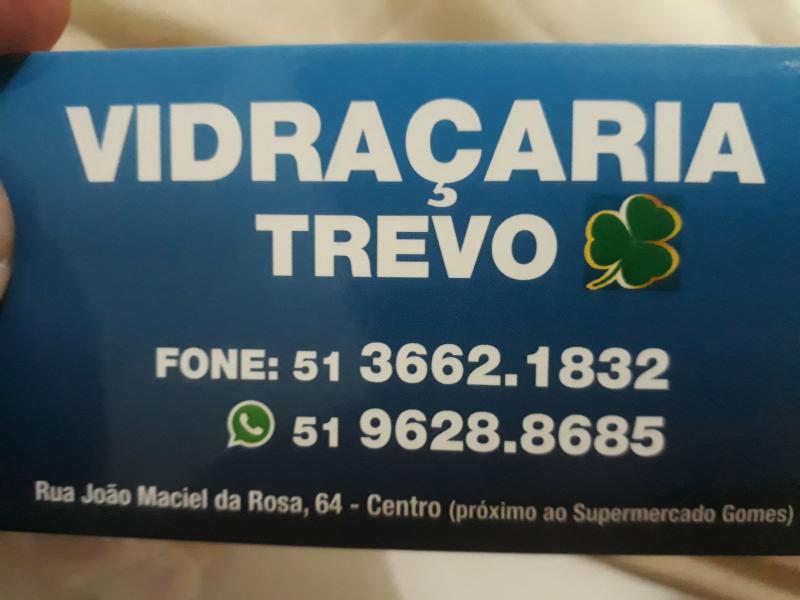 VIDRAÇARIA
TREVO
FONE: 51 3662.1832
51 9628.8685
Rua João Maciel da Rosa, 64 - Centro (próximo ao Supermercado Gomes)